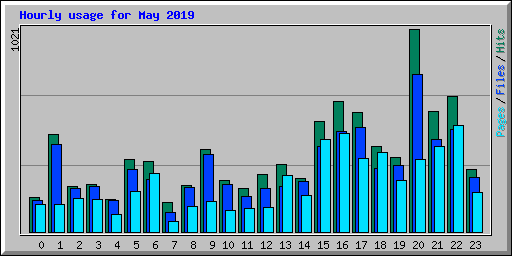 Hourly usage for May 2019
1021
Pages/Files/Hits
0 1 2 3 4 5 6 7 8 9 10 11 12 13 14 15 16 17 18 19 20 21 22 23